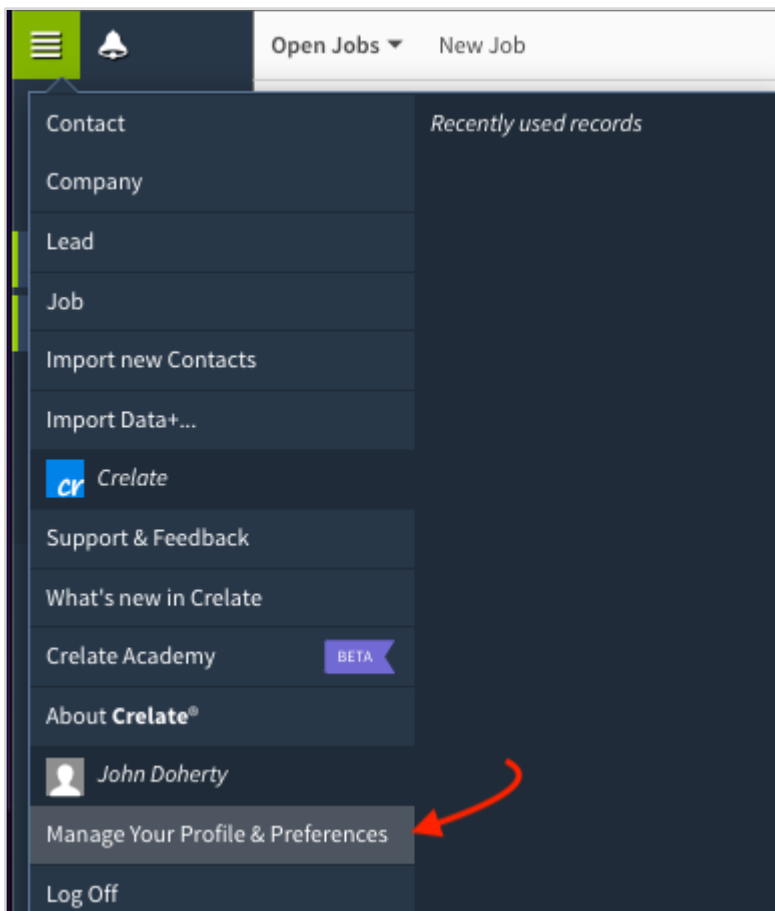 Open Jobs New Job
Contact
Recently used records
Company
Lead
Job
Import new Contacts
Import Data+...
cr Crelate
Support & Feedback
What's new in Crelate
Crelate Academy BETA
About Crelate®
John Doherty
Manage Your Profile & Preferences
Log Off